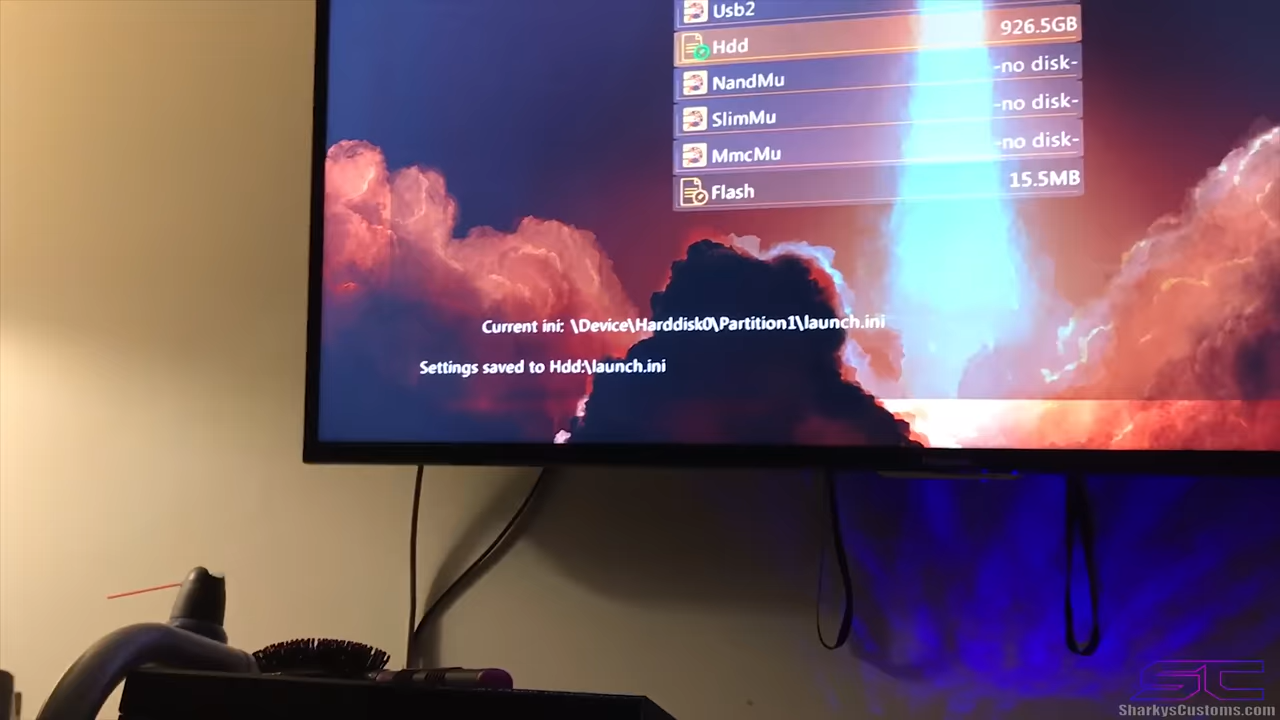 Usb2
Hdd 926.5GB
NandMu -no disk-
SlimMu -no disk-
MmcMu -no disk-
Flash 15.5MB
Current ini: \Device\Harddisk0\Partition1\launch.ini
Settings saved to Hdd:\launch.ini
SC
SharkysCustoms.com